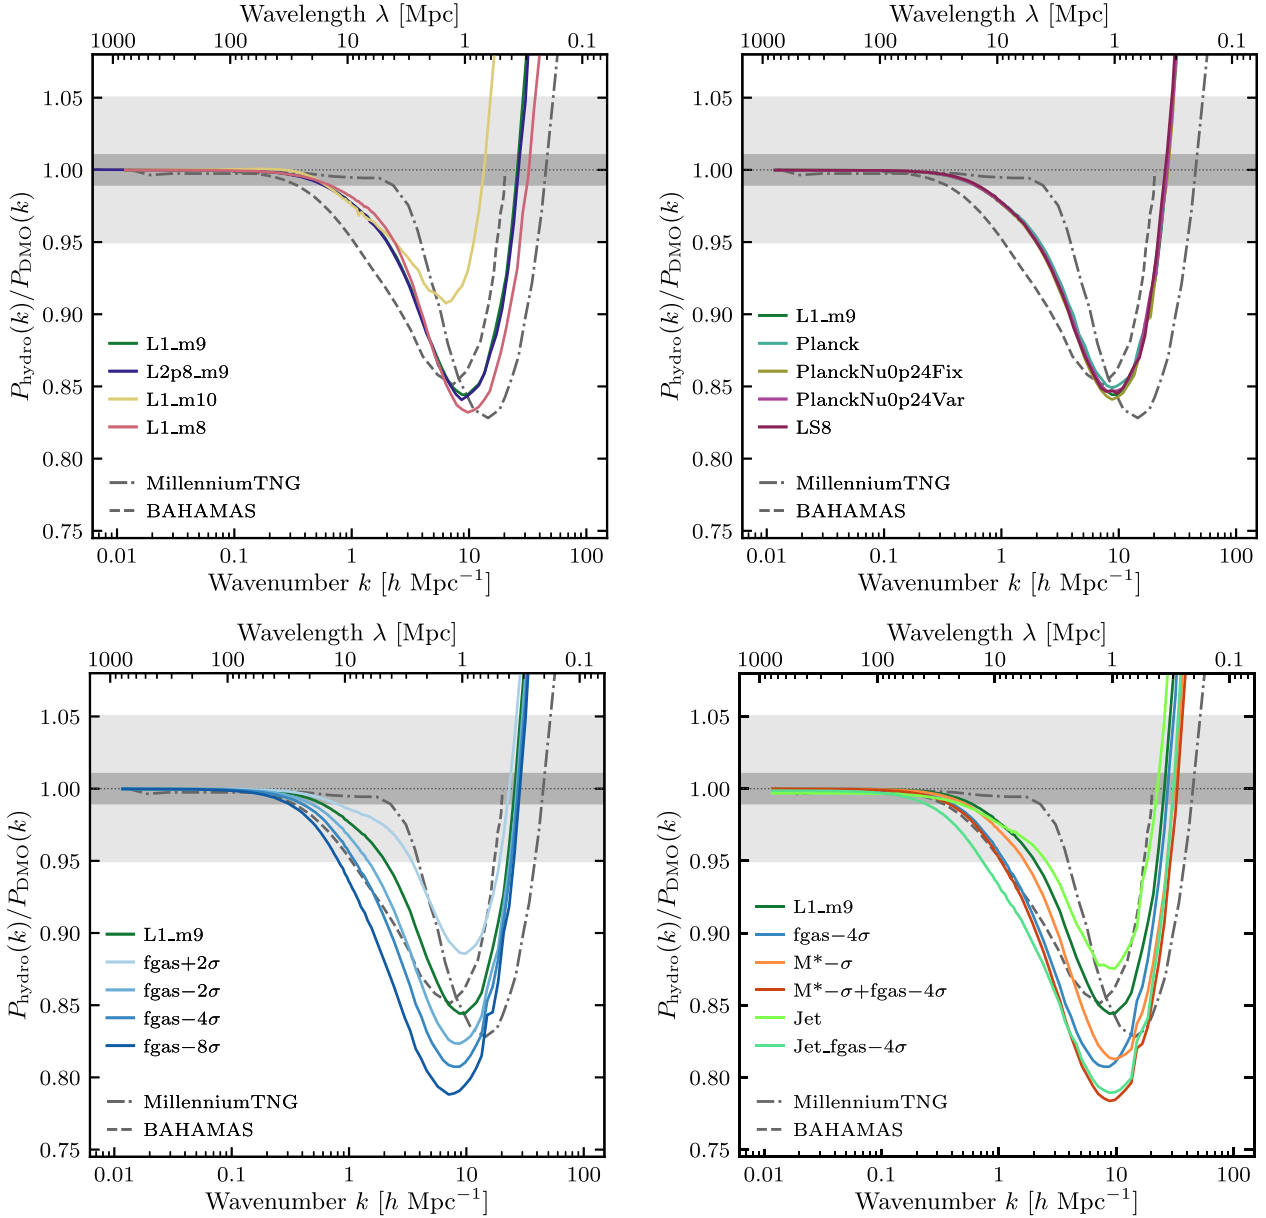 Wavelength λ [Mpc]
1000 100 10 1 0.1
1.05
1.00
0.95
0.90
0.85
0.80
0.75
P_hydro(k)/P_DMO(k)
L1_m9
L2p8_m9
L1_m10
L1_m8
MillenniumTNG
BAHAMAS
0.01 0.1 1 10 100
Wavenumber k [h Mpc⁻¹]
Wavelength λ [Mpc]
1000 100 10 1 0.1
1.05
1.00
0.95
0.90
0.85
0.80
0.75
P_hydro(k)/P_DMO(k)
L1_m9
Planck
PlanckNu0p24Fix
PlanckNu0p24Var
LS8
MillenniumTNG
BAHAMAS
0.01 0.1 1 10 100
Wavenumber k [h Mpc⁻¹]
Wavelength λ [Mpc]
1000 100 10 1 0.1
1.05
1.00
0.95
0.90
0.85
0.80
0.75
P_hydro(k)/P_DMO(k)
L1_m9
fgas+2σ
fgas−2σ
fgas−4σ
fgas−8σ
MillenniumTNG
BAHAMAS
0.01 0.1 1 10 100
Wavenumber k [h Mpc⁻¹]
Wavelength λ [Mpc]
1000 100 10 1 0.1
1.05
1.00
0.95
0.90
0.85
0.80
0.75
P_hydro(k)/P_DMO(k)
L1_m9
fgas−4σ
M*−σ
M*−σ+fgas−4σ
Jet
Jet_fgas−4σ
MillenniumTNG
BAHAMAS
0.01 0.1 1 10 100
Wavenumber k [h Mpc⁻¹]